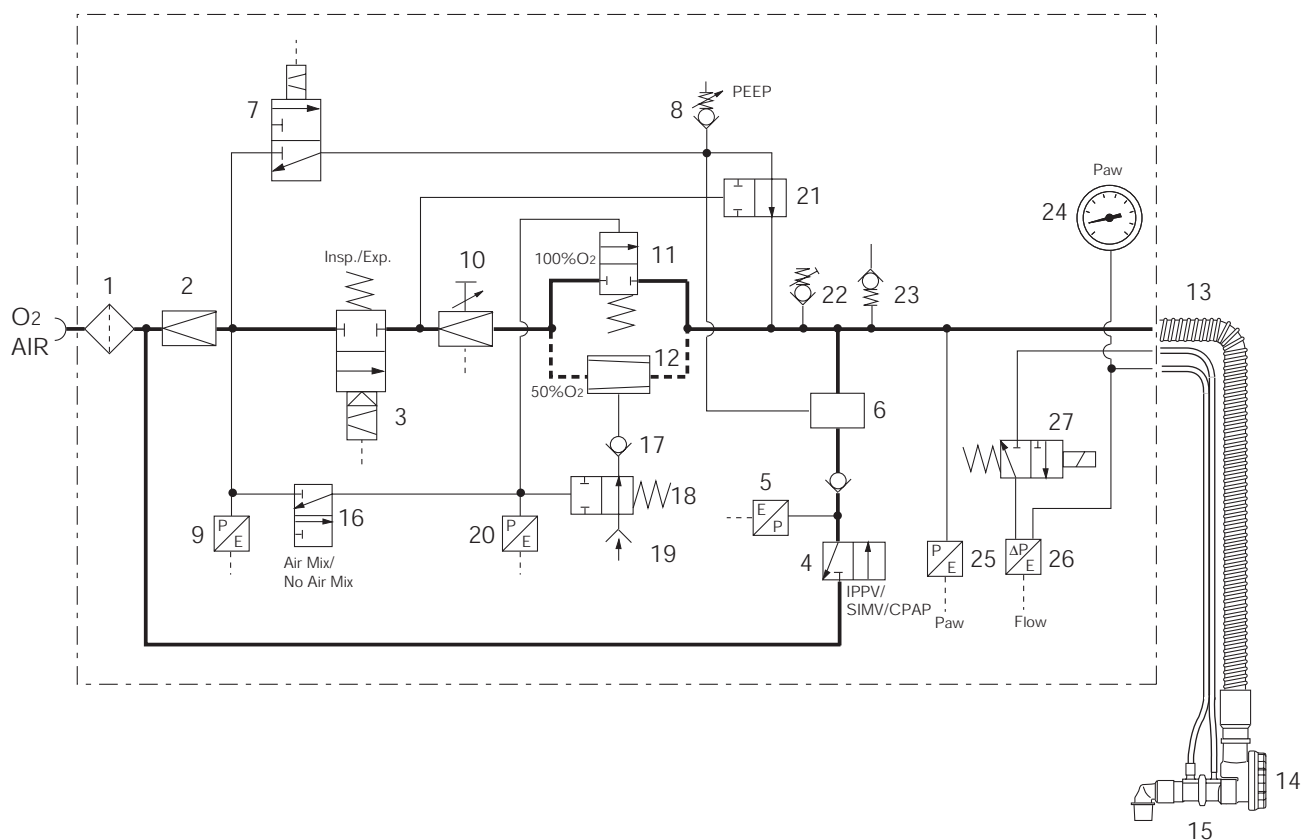 7
8
PEEP
21
Paw
24
Insp./Exp.
10
100%O2
11
1
2
22
23
13
O2
AIR
12
50%O2
3
6
17
27
5
E
P
18
9
P
E
16
20
P
E
19
4
P
E
25
ΔP
E
26
Air Mix/
No Air Mix
IPPV/
SIMV/CPAP
Paw
Flow
14
15